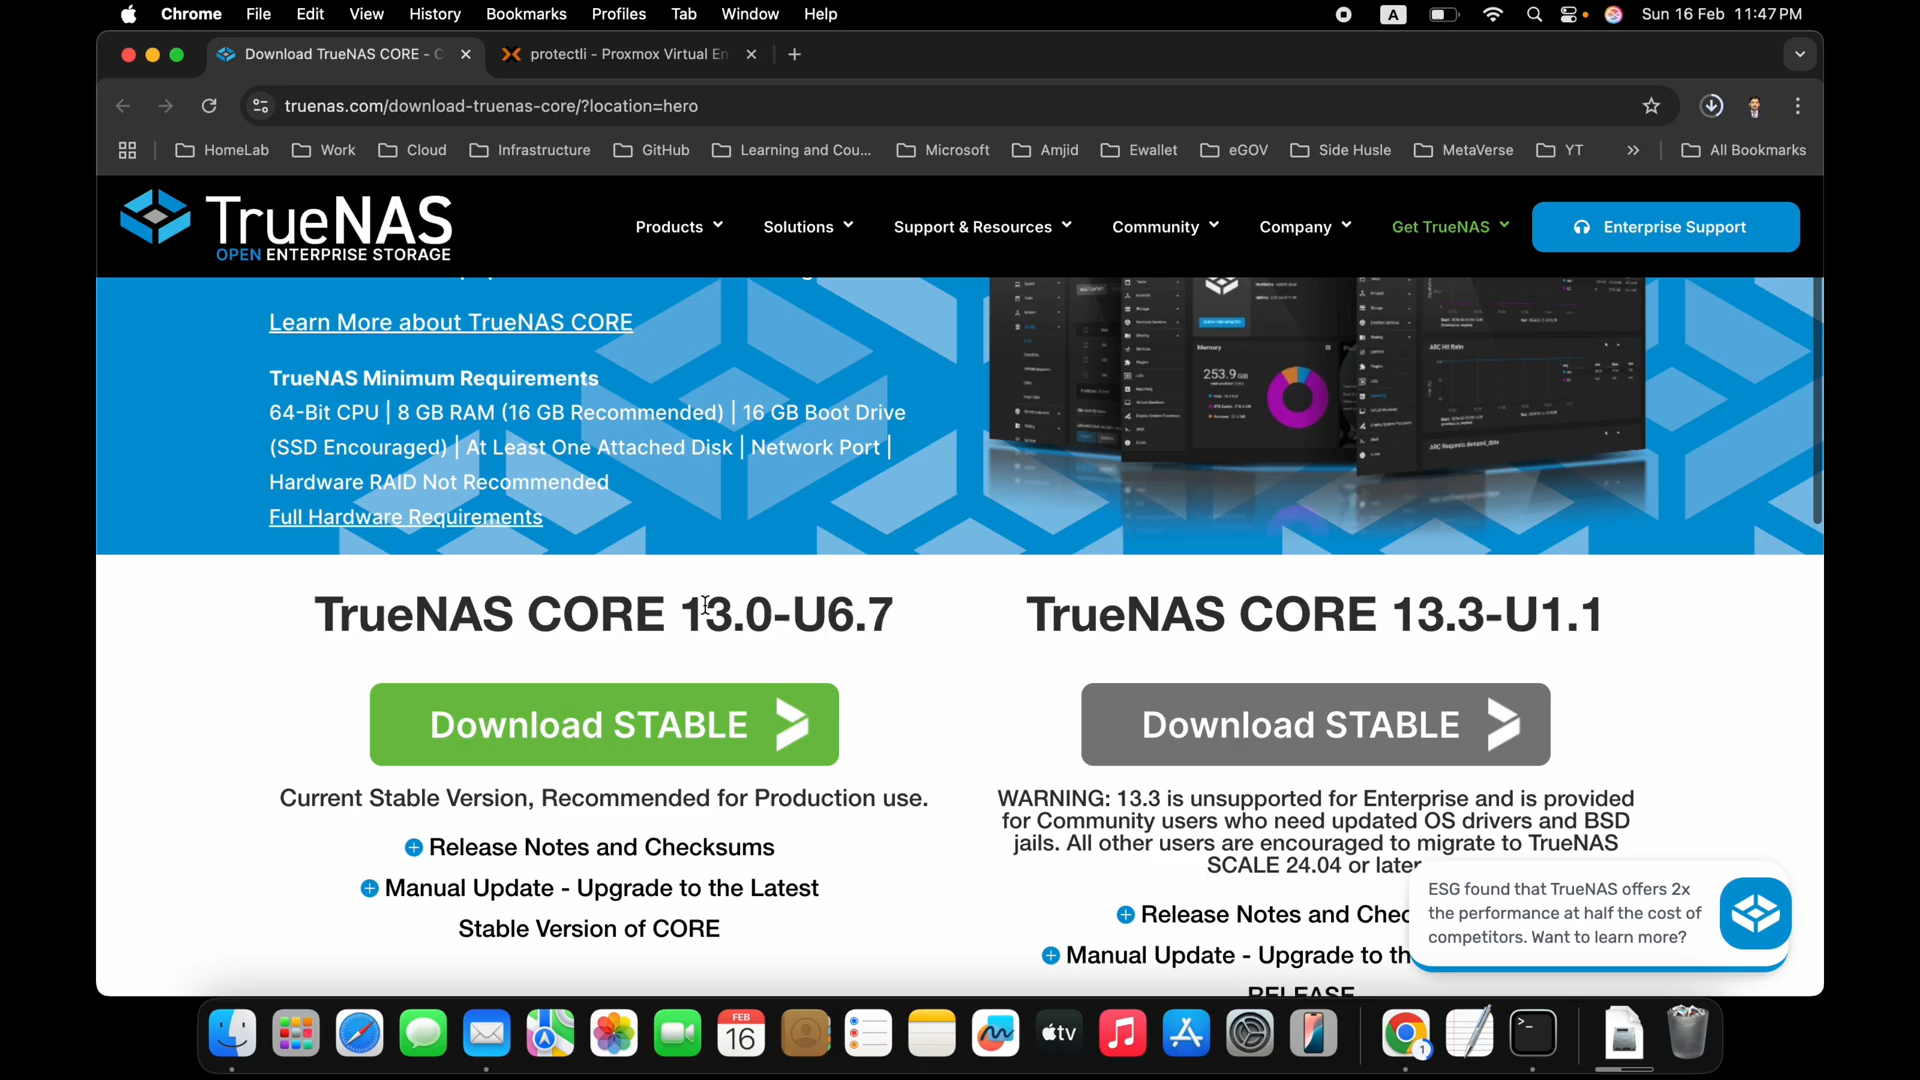 Chrome File Edit View History Bookmarks Profiles Tab Window Help
A
Sun 16 Feb 11:47 PM
Download TrueNAS CORE - C
protectli - Proxmox Virtual En
truenas.com/download-truenas-core/?location=hero
HomeLab Work Cloud Infrastructure GitHub Learning and Cou... Microsoft Amjid Ewallet eGOV Side Husle MetaVerse YT All Bookmarks
TrueNAS
OPEN ENTERPRISE STORAGE
Products Solutions Support & Resources Community Company Get TrueNAS Enterprise Support
Learn More about TrueNAS CORE
TrueNAS Minimum Requirements
64-Bit CPU | 8 GB RAM (16 GB Recommended) | 16 GB Boot Drive
(SSD Encouraged) | At Least One Attached Disk | Network Port |
Hardware RAID Not Recommended
Full Hardware Requirements
Memory
253.9 GB
ARC Hit Ratio
TrueNAS CORE 13.0-U6.7
Download STABLE
Current Stable Version, Recommended for Production use.
Release Notes and Checksums
Manual Update - Upgrade to the Latest
Stable Version of CORE
TrueNAS CORE 13.3-U1.1
Download STABLE
WARNING: 13.3 is unsupported for Enterprise and is provided
for Community users who need updated OS drivers and BSD
jails. All other users are encouraged to migrate to TrueNAS
SCALE 24.04 or later
Release Notes and Chec
Manual Update - Upgrade to th
RELEASE
ESG found that TrueNAS offers 2x
the performance at half the cost of
competitors. Want to learn more?
FEB
16
tv
1